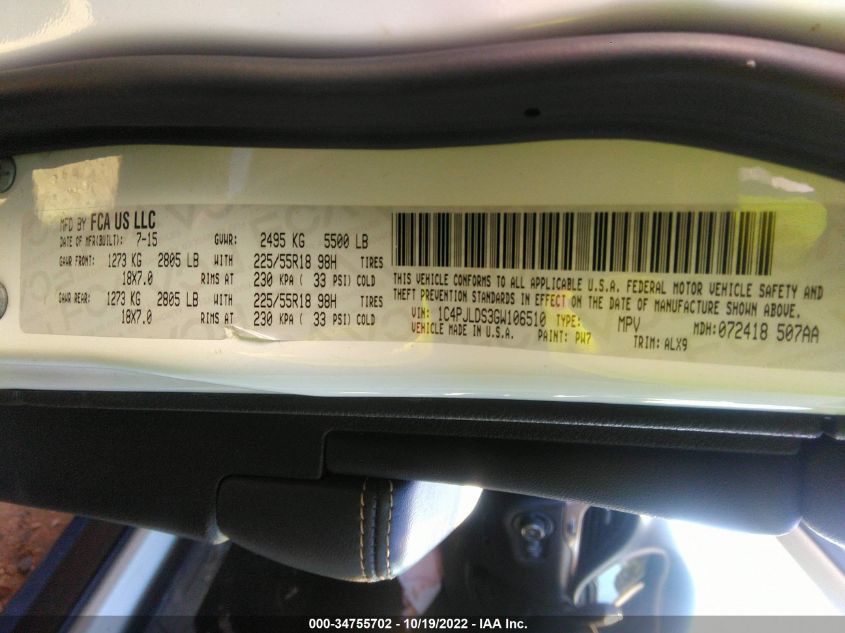 MFD BY FCA US LLC
DATE OF MFR(BUILT): 7-15 GVWR: 2495 KG 5500 LB
GAWR FRONT: 1273 KG 2805 LB WITH 225/55R18 98H TIRES
18X7.0 RIMS AT 230 KPA ( 33 PSI) COLD
GAWR REAR: 1273 KG 2805 LB WITH 225/55R18 98H TIRES
18X7.0 RIMS AT 230 KPA ( 33 PSI) COLD
THIS VEHICLE CONFORMS TO ALL APPLICABLE U.S.A. FEDERAL MOTOR VEHICLE SAFETY AND
THEFT PREVENTION STANDARDS IN EFFECT ON THE DATE OF MANUFACTURE SHOWN ABOVE.
VIN: 1C4PJLDS3GW106510 TYPE: MPV MDH: 072418 507AA
VEHICLE MADE IN U.S.A. PAINT: PW7 TRIM: ALX9
000-34755702 - 10/19/2022 - IAA Inc.